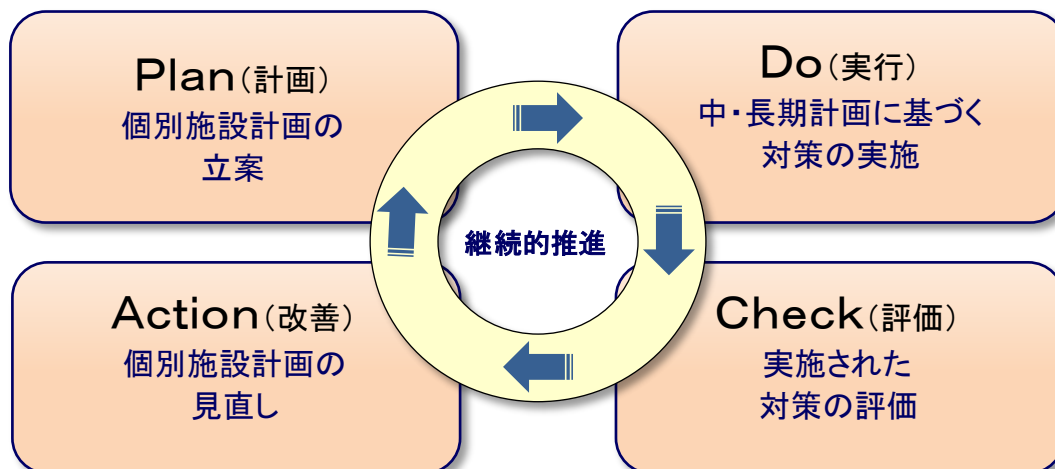 Plan(計画)
個別施設計画の
立案
Do(実行)
中・長期計画に基づく
対策の実施
継続的推進
Action(改善)
個別施設計画の
見直し
Check(評価)
実施された
対策の評価